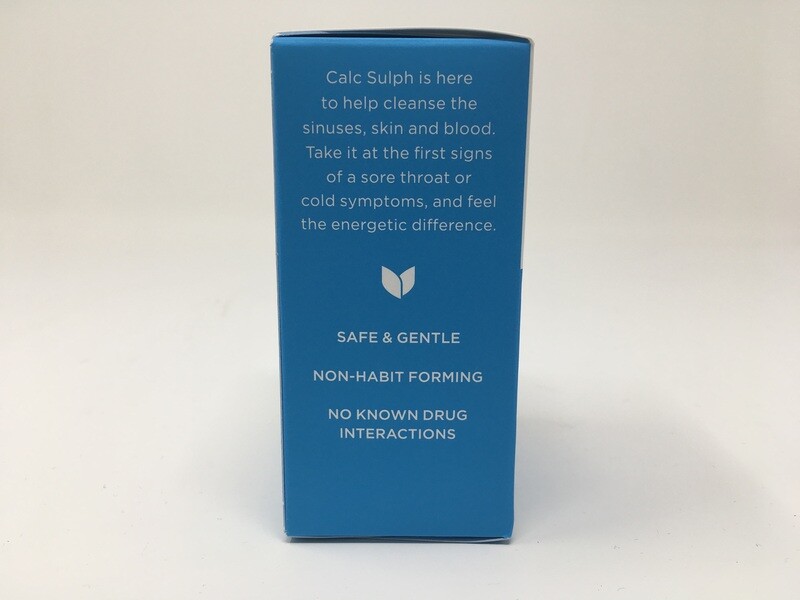 Calc Sulph is here
to help cleanse the
sinuses, skin and blood.
Take it at the first signs
of a sore throat or
cold symptoms, and feel
the energetic difference.
SAFE & GENTLE
NON-HABIT FORMING
NO KNOWN DRUG
INTERACTIONS